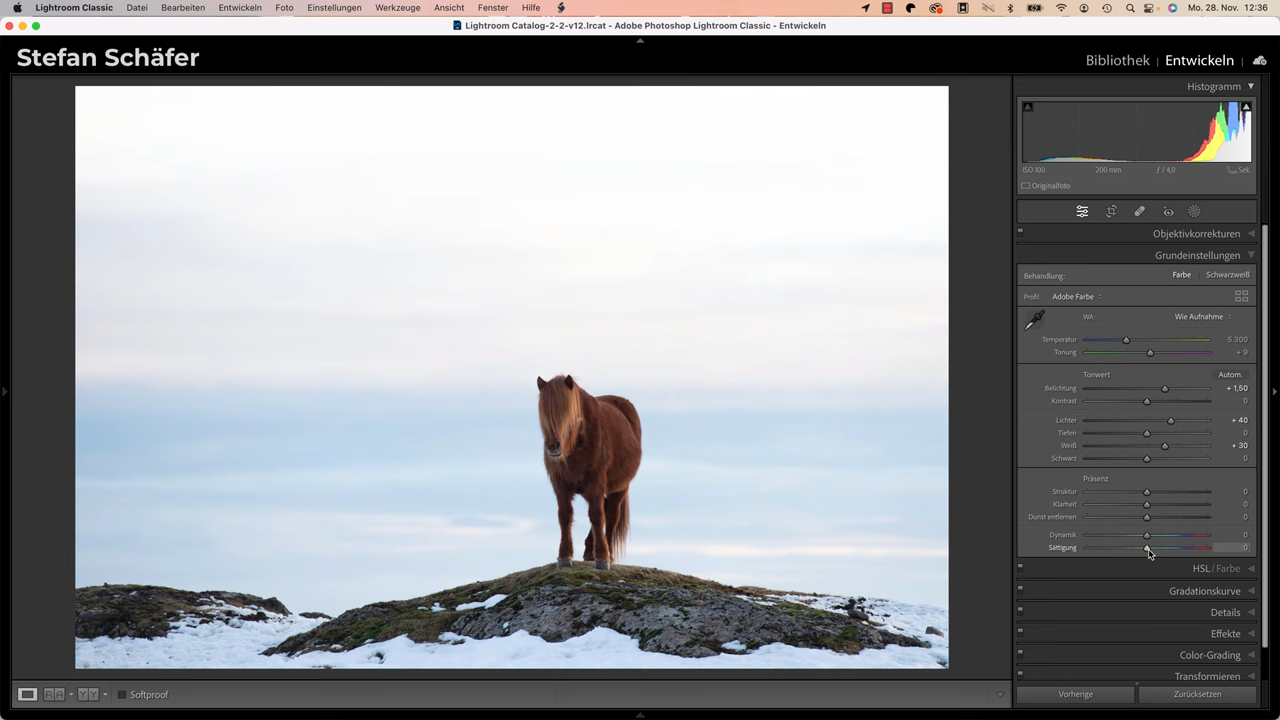 Lightroom Classic Datei Bearbeiten Entwickeln Foto Einstellungen Werkzeuge Ansicht Fenster Hilfe Mo. 28. Nov. 12:36
Lightroom Catalog-2-2-v12.lrcat - Adobe Photoshop Lightroom Classic - Entwickeln
Stefan Schäfer
Bibliothek | Entwickeln |
Histogramm
ISO 100 200 mm ƒ / 4,0 Sek.
Originalfoto
Objektivkorrekturen
Grundeinstellungen
Behandlung: Farbe Schwarzweiß
Profil: Adobe Farbe
WA: Wie Aufnahme
Temperatur 5.300
Tonung + 9
Tonwert Autom.
Belichtung + 1,50
Kontrast 0
Lichter + 40
Tiefen 0
Weiß + 30
Schwarz 0
Präsenz
Struktur 0
Klarheit 0
Dunst entfernen 0
Dynamik 0
Sättigung 0
HSL / Farbe
Gradationskurve
Details
Effekte
Color-Grading
Transformieren
RA YY Softproof
Vorherige Zurücksetzen